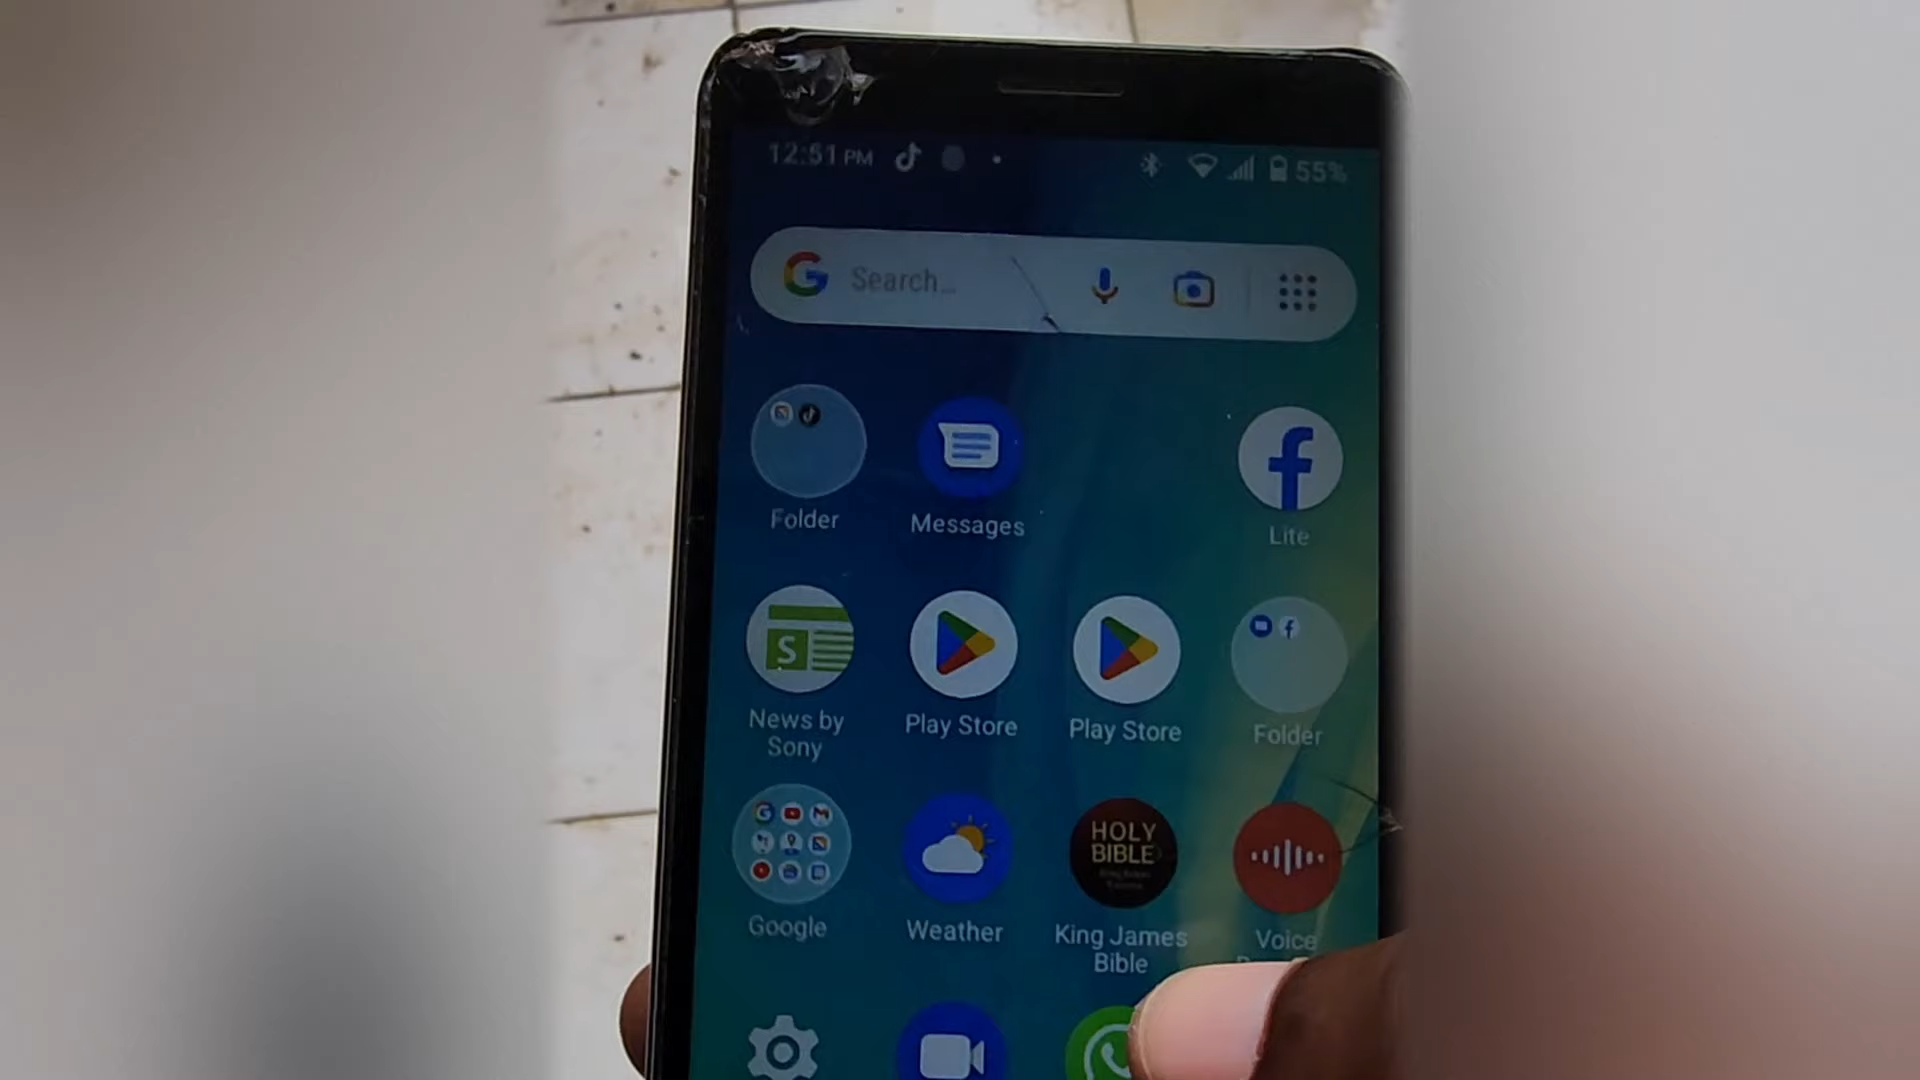 12:51 PM
55%
Search...
Folder
Messages
Lite
News by
Sony
Play Store
Play Store
Folder
Google
Weather
HOLY
BIBLE
King James
Bible
Voice